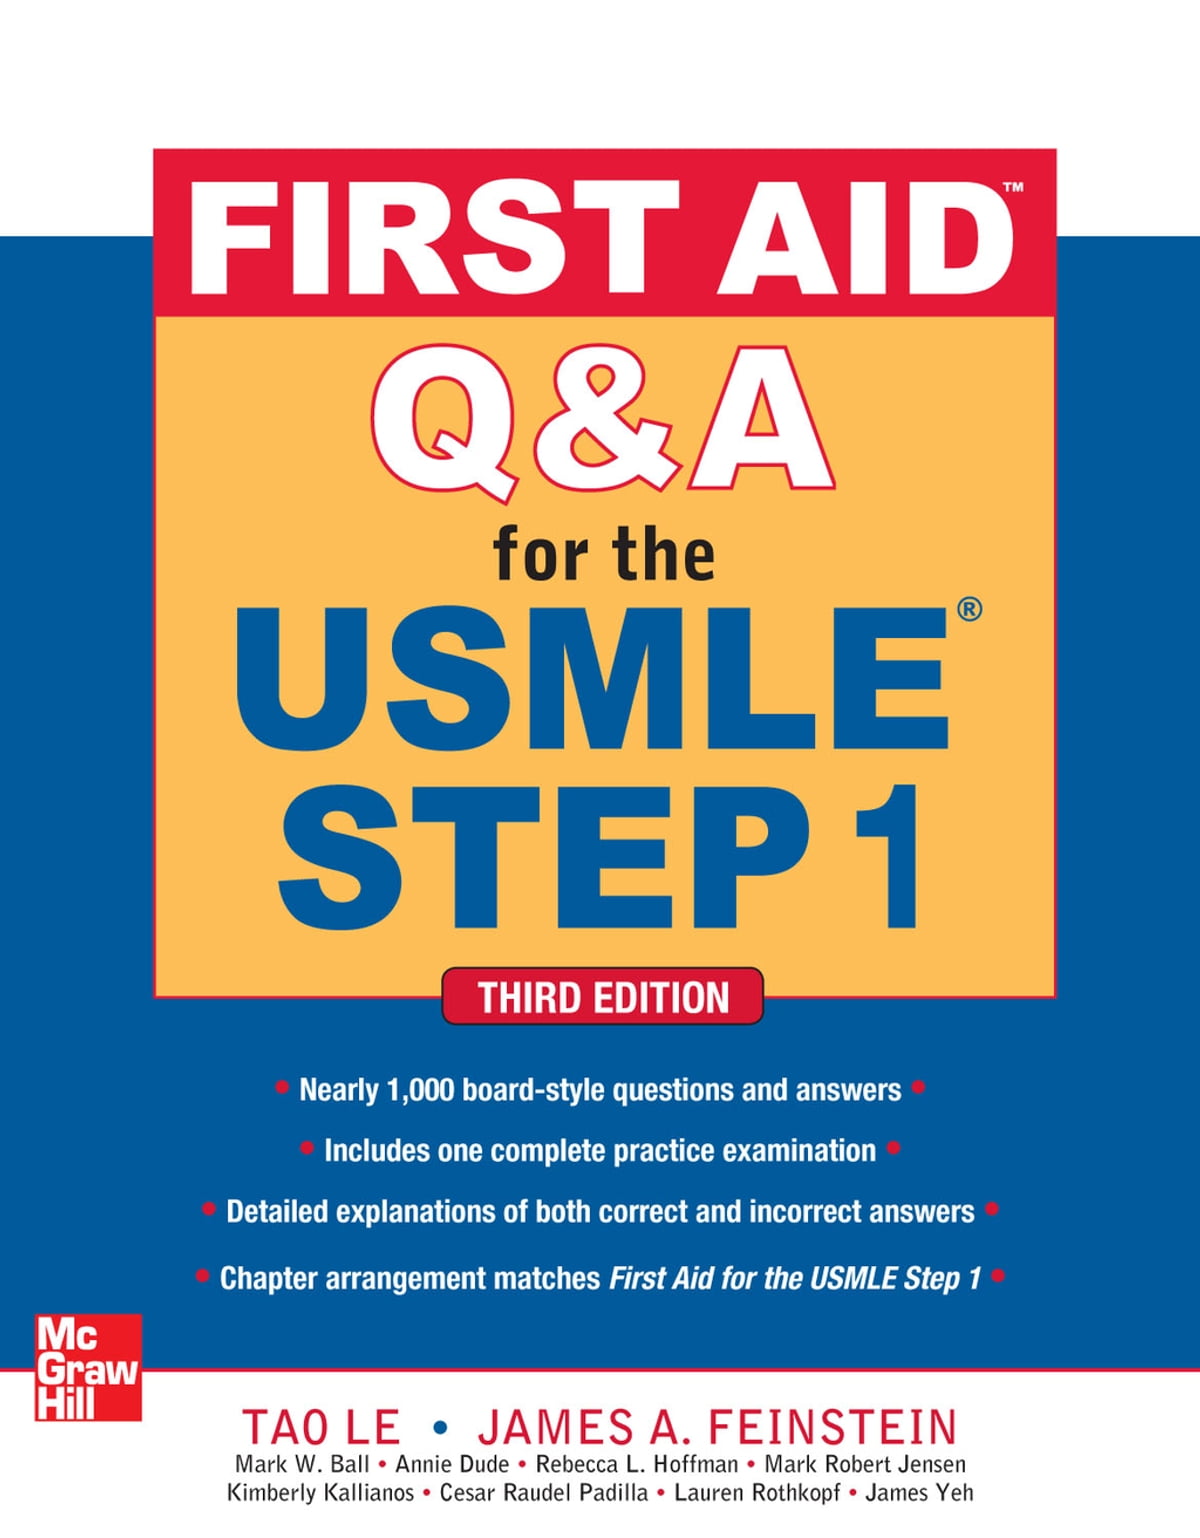 FIRST AID™
Q&A
for the
USMLE®
STEP 1
THIRD EDITION
• Nearly 1,000 board-style questions and answers •
• Includes one complete practice examination •
• Detailed explanations of both correct and incorrect answers •
• Chapter arrangement matches First Aid for the USMLE Step 1 •
Mc
Graw
Hill
TAO LE • JAMES A. FEINSTEIN
Mark W. Ball • Annie Dude • Rebecca L. Hoffman • Mark Robert Jensen
Kimberly Kallianos • Cesar Raudel Padilla • Lauren Rothkopf • James Yeh